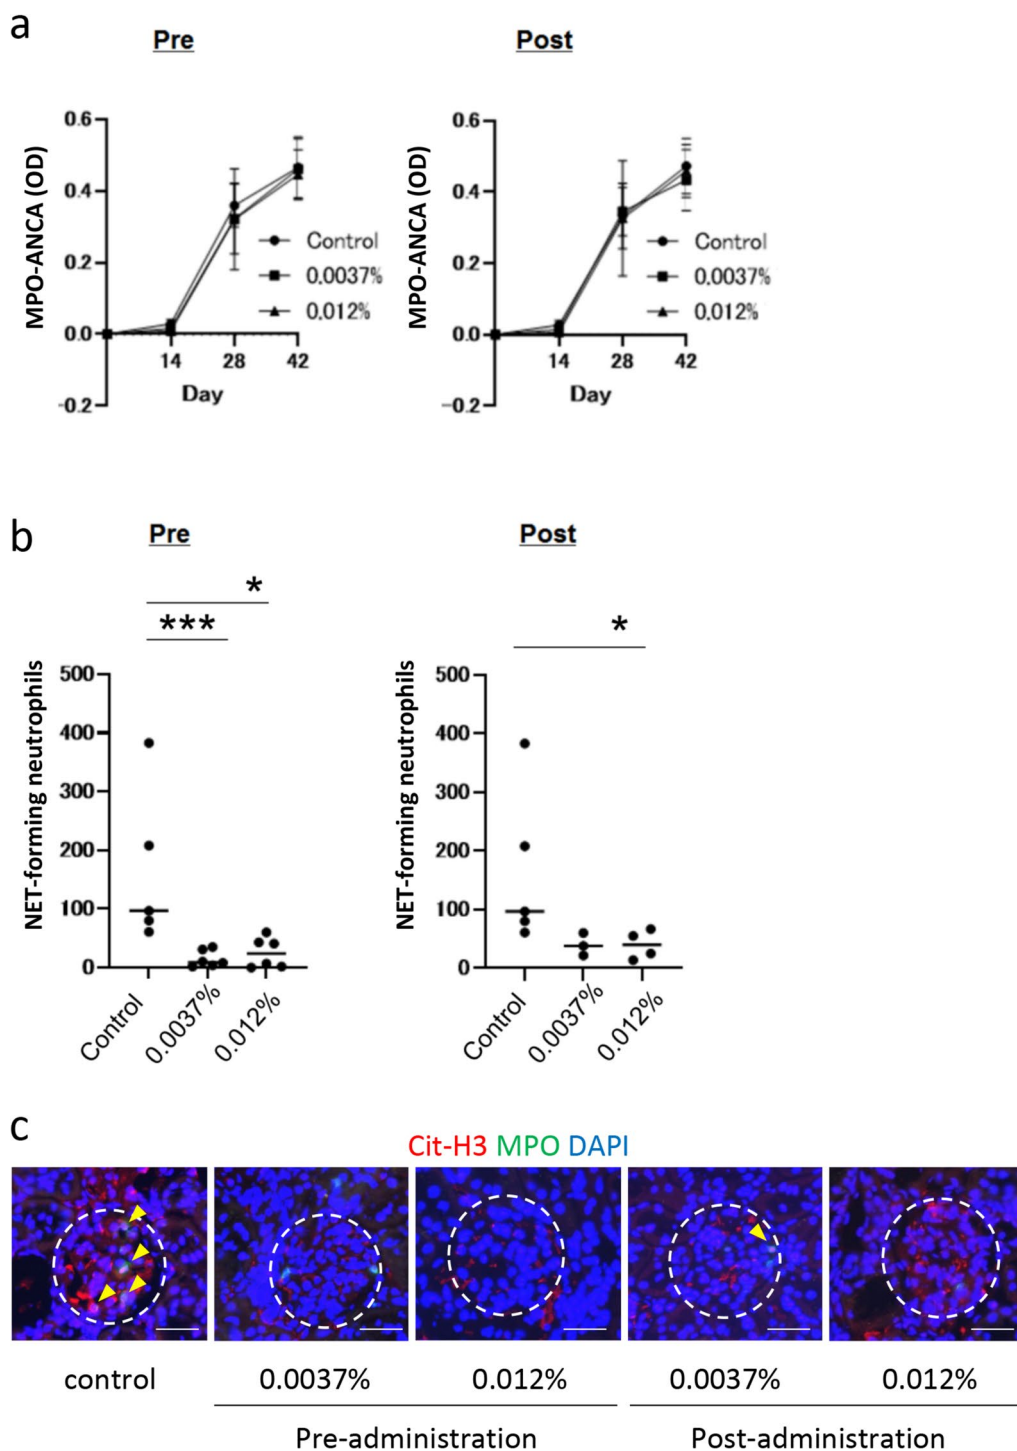 a
Pre
Post
MPO-ANCA (OD)
0.6
0.4
0.2
0.0
-0.2
14
28
42
Day
Control
0.0037%
0.012%
MPO-ANCA (OD)
0.6
0.4
0.2
0.0
-0.2
14
28
42
Day
Control
0.0037%
0.012%
b
Pre
Post
*
***
NET-forming neutrophils
500
400
300
200
100
0
Control
0.0037%
0.012%
*
NET-forming neutrophils
500
400
300
200
100
0
Control
0.0037%
0.012%
c
Cit-H3 MPO DAPI
control
0.0037%
0.012%
0.0037%
0.012%
Pre-administration
Post-administration